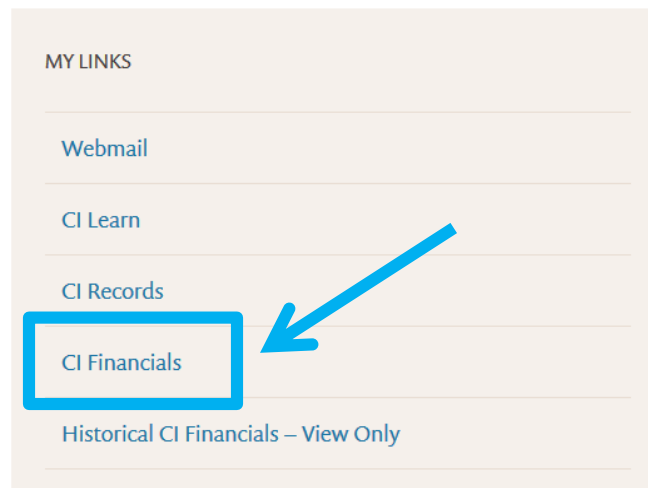 MY LINKS
Webmail
CI Learn
CI Records
CI Financials
Historical CI Financials – View Only